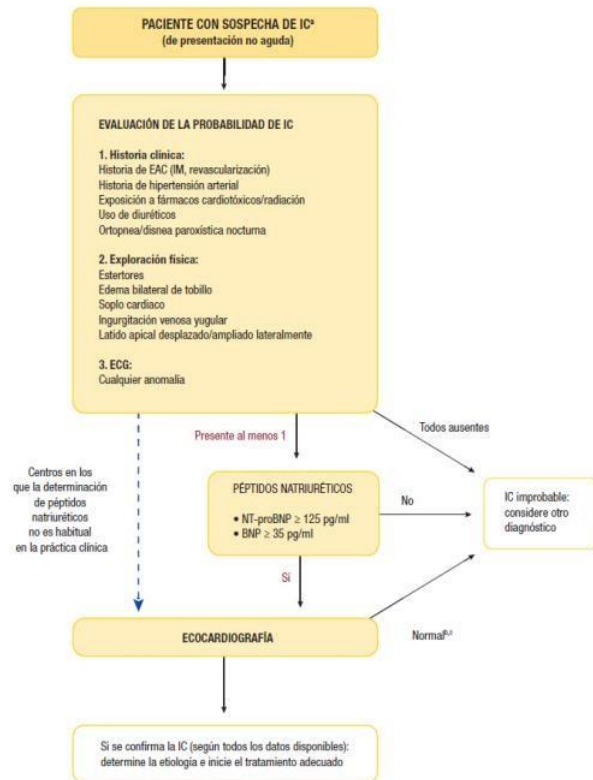 PACIENTE CON SOSPECHA DE ICª
(de presentación no aguda)
EVALUACIÓN DE LA PROBABILIDAD DE IC
1. Historia clínica:
Historia de EAC (IM, revascularización)
Historia de hipertensión arterial
Exposición a fármacos cardiotóxicos/radiación
Uso de diuréticos
Ortopnea/disnea paroxística nocturna
2. Exploración física:
Estertores
Edema bilateral de tobillo
Soplo cardiaco
Ingurgitación venosa yugular
Latido apical desplazado/ampliado lateralmente
3. ECG:
Cualquier anomalía
Presente al menos 1
Todos ausentes
Centros en los
que la determinación
de péptidos
natriuréticos
no es habitual
en la práctica clínica
PÉPTIDOS NATRIURÉTICOS
• NT-proBNP ≥ 125 pg/ml
• BNP ≥ 35 pg/ml
No
IC improbable:
considere otro
diagnóstico
Sí
ECOCARDIOGRAFÍA
Normalᵇ,ᶜ
Si se confirma la IC (según todos los datos disponibles):
determine la etiología e inicie el tratamiento adecuado